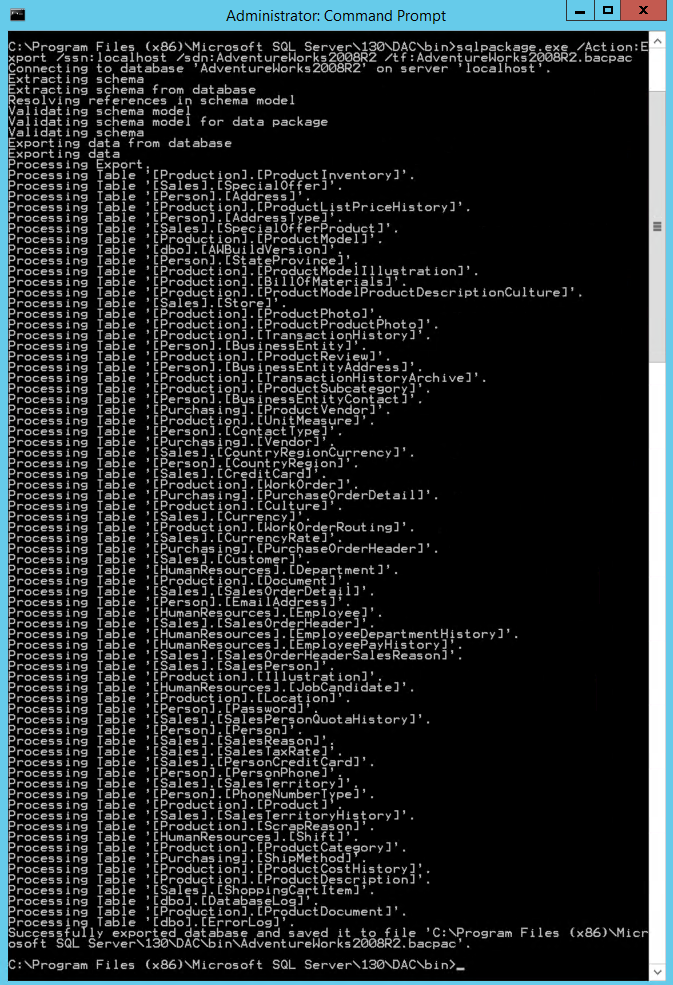 Administrator: Command Prompt
C:\Program Files (x86)\Microsoft SQL Server\130\DAC\bin>sqlpackage.exe /Action:E
xport /ssn:localhost /sdn:AdventureWorks2008R2 /tf:AdventureWorks2008R2.bacpac
Connecting to database 'AdventureWorks2008R2' on server 'localhost'.
Extracting schema
Extracting schema from database
Resolving references in schema model
Validating schema model
Validating schema model for data package
Validating schema
Exporting data from database
Exporting data
Processing Export.
Processing Table '[Production].[ProductInventory]'.
Processing Table '[Sales].[SpecialOffer]'.
Processing Table '[Person].[Address]'.
Processing Table '[Production].[ProductListPriceHistory]'.
Processing Table '[Person].[AddressType]'.
Processing Table '[Sales].[SpecialOfferProduct]'.
Processing Table '[Production].[ProductModel]'.
Processing Table '[dbo].[AWBuildVersion]'.
Processing Table '[Person].[StateProvince]'.
Processing Table '[Production].[ProductModelIllustration]'.
Processing Table '[Production].[BillOfMaterials]'.
Processing Table '[Production].[ProductModelProductDescriptionCulture]'.
Processing Table '[Sales].[Store]'.
Processing Table '[Production].[ProductPhoto]'.
Processing Table '[Production].[ProductProductPhoto]'.
Processing Table '[Production].[TransactionHistory]'.
Processing Table '[Person].[BusinessEntity]'.
Processing Table '[Production].[ProductReview]'.
Processing Table '[Person].[BusinessEntityAddress]'.
Processing Table '[Production].[TransactionHistoryArchive]'.
Processing Table '[Production].[ProductSubcategory]'.
Processing Table '[Person].[BusinessEntityContact]'.
Processing Table '[Purchasing].[ProductVendor]'.
Processing Table '[Production].[UnitMeasure]'.
Processing Table '[Person].[ContactType]'.
Processing Table '[Purchasing].[Vendor]'.
Processing Table '[Sales].[CountryRegionCurrency]'.
Processing Table '[Person].[CountryRegion]'.
Processing Table '[Sales].[CreditCard]'.
Processing Table '[Production].[WorkOrder]'.
Processing Table '[Purchasing].[PurchaseOrderDetail]'.
Processing Table '[Production].[Culture]'.
Processing Table '[Sales].[Currency]'.
Processing Table '[Production].[WorkOrderRouting]'.
Processing Table '[Sales].[CurrencyRate]'.
Processing Table '[Purchasing].[PurchaseOrderHeader]'.
Processing Table '[Sales].[Customer]'.
Processing Table '[HumanResources].[Department]'.
Processing Table '[Production].[Document]'.
Processing Table '[Sales].[SalesOrderDetail]'.
Processing Table '[Person].[EmailAddress]'.
Processing Table '[HumanResources].[Employee]'.
Processing Table '[Sales].[SalesOrderHeader]'.
Processing Table '[HumanResources].[EmployeeDepartmentHistory]'.
Processing Table '[HumanResources].[EmployeePayHistory]'.
Processing Table '[Sales].[SalesOrderHeaderSalesReason]'.
Processing Table '[Sales].[SalesPerson]'.
Processing Table '[Production].[Illustration]'.
Processing Table '[HumanResources].[JobCandidate]'.
Processing Table '[Production].[Location]'.
Processing Table '[Person].[Password]'.
Processing Table '[Sales].[SalesPersonQuotaHistory]'.
Processing Table '[Person].[Person]'.
Processing Table '[Sales].[SalesReason]'.
Processing Table '[Sales].[SalesTaxRate]'.
Processing Table '[Sales].[PersonCreditCard]'.
Processing Table '[Person].[PersonPhone]'.
Processing Table '[Sales].[SalesTerritory]'.
Processing Table '[Person].[PhoneNumberType]'.
Processing Table '[Production].[Product]'.
Processing Table '[Sales].[SalesTerritoryHistory]'.
Processing Table '[Production].[ScrapReason]'.
Processing Table '[HumanResources].[Shift]'.
Processing Table '[Production].[ProductCategory]'.
Processing Table '[Purchasing].[ShipMethod]'.
Processing Table '[Production].[ProductCostHistory]'.
Processing Table '[Production].[ProductDescription]'.
Processing Table '[Sales].[ShoppingCartItem]'.
Processing Table '[dbo].[DatabaseLog]'.
Processing Table '[Production].[ProductDocument]'.
Processing Table '[dbo].[ErrorLog]'.
Successfully exported database and saved it to file 'C:\Program Files (x86)\Micr
osoft SQL Server\130\DAC\bin\AdventureWorks2008R2.bacpac'.
C:\Program Files (x86)\Microsoft SQL Server\130\DAC\bin>_